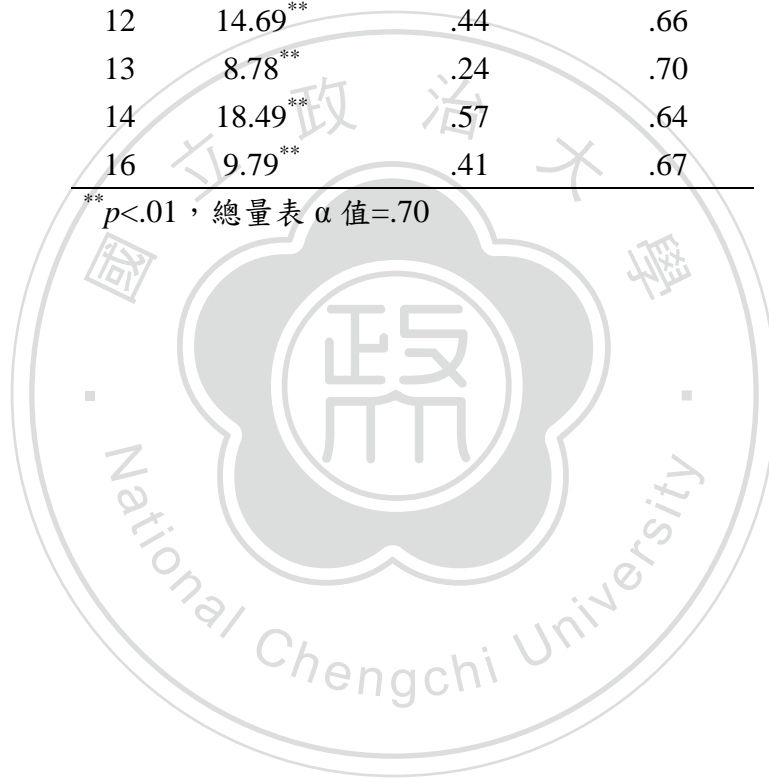 12 14.69** .44 .66
13 8.78** .24 .70
14 18.49** .57 .64
16 9.79** .41 .67
**p<.01，總量表 α 值=.70
國立政治大學
政
National Chengchi University